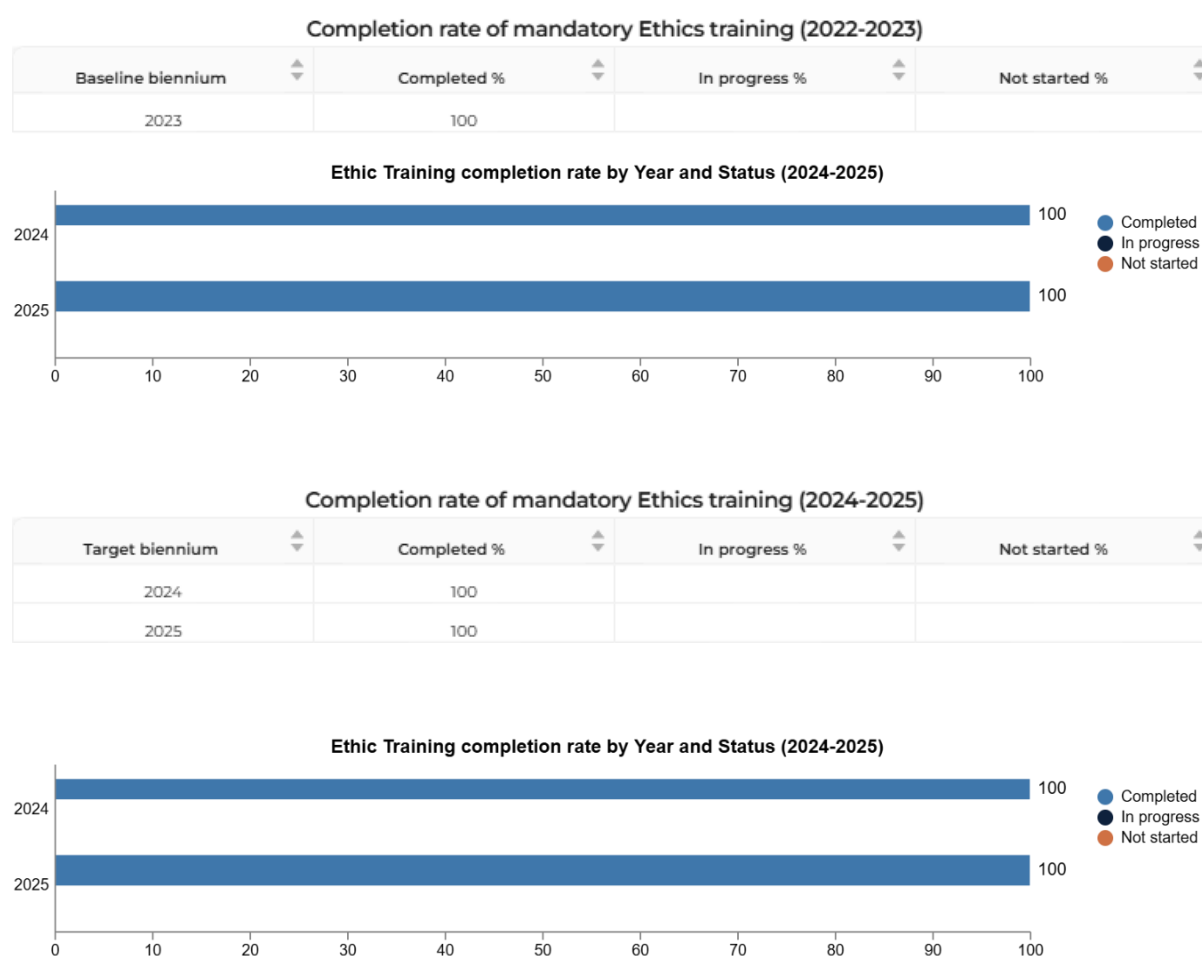 Completion rate of mandatory Ethics training (2022-2023)
Baseline biennium Completed % In progress % Not started %
2023 100
Ethic Training completion rate by Year and Status (2024-2025)
2024 100
2025 100
Completed
In progress
Not started
0 10 20 30 40 50 60 70 80 90 100
Completion rate of mandatory Ethics training (2024-2025)
Target biennium Completed % In progress % Not started %
2024 100
2025 100
Ethic Training completion rate by Year and Status (2024-2025)
2024 100
2025 100
Completed
In progress
Not started
0 10 20 30 40 50 60 70 80 90 100